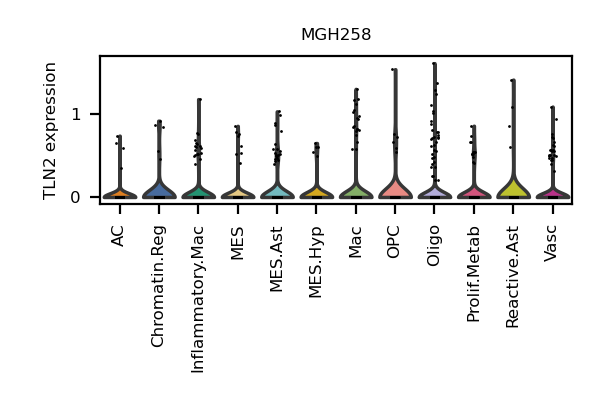 MGH258
TLN2 expression
1
0
AC
Chromatin.Reg
Inflammatory.Mac
MES
MES.Ast
MES.Hyp
Mac
OPC
Oligo
Prolif.Metab
Reactive.Ast
Vasc